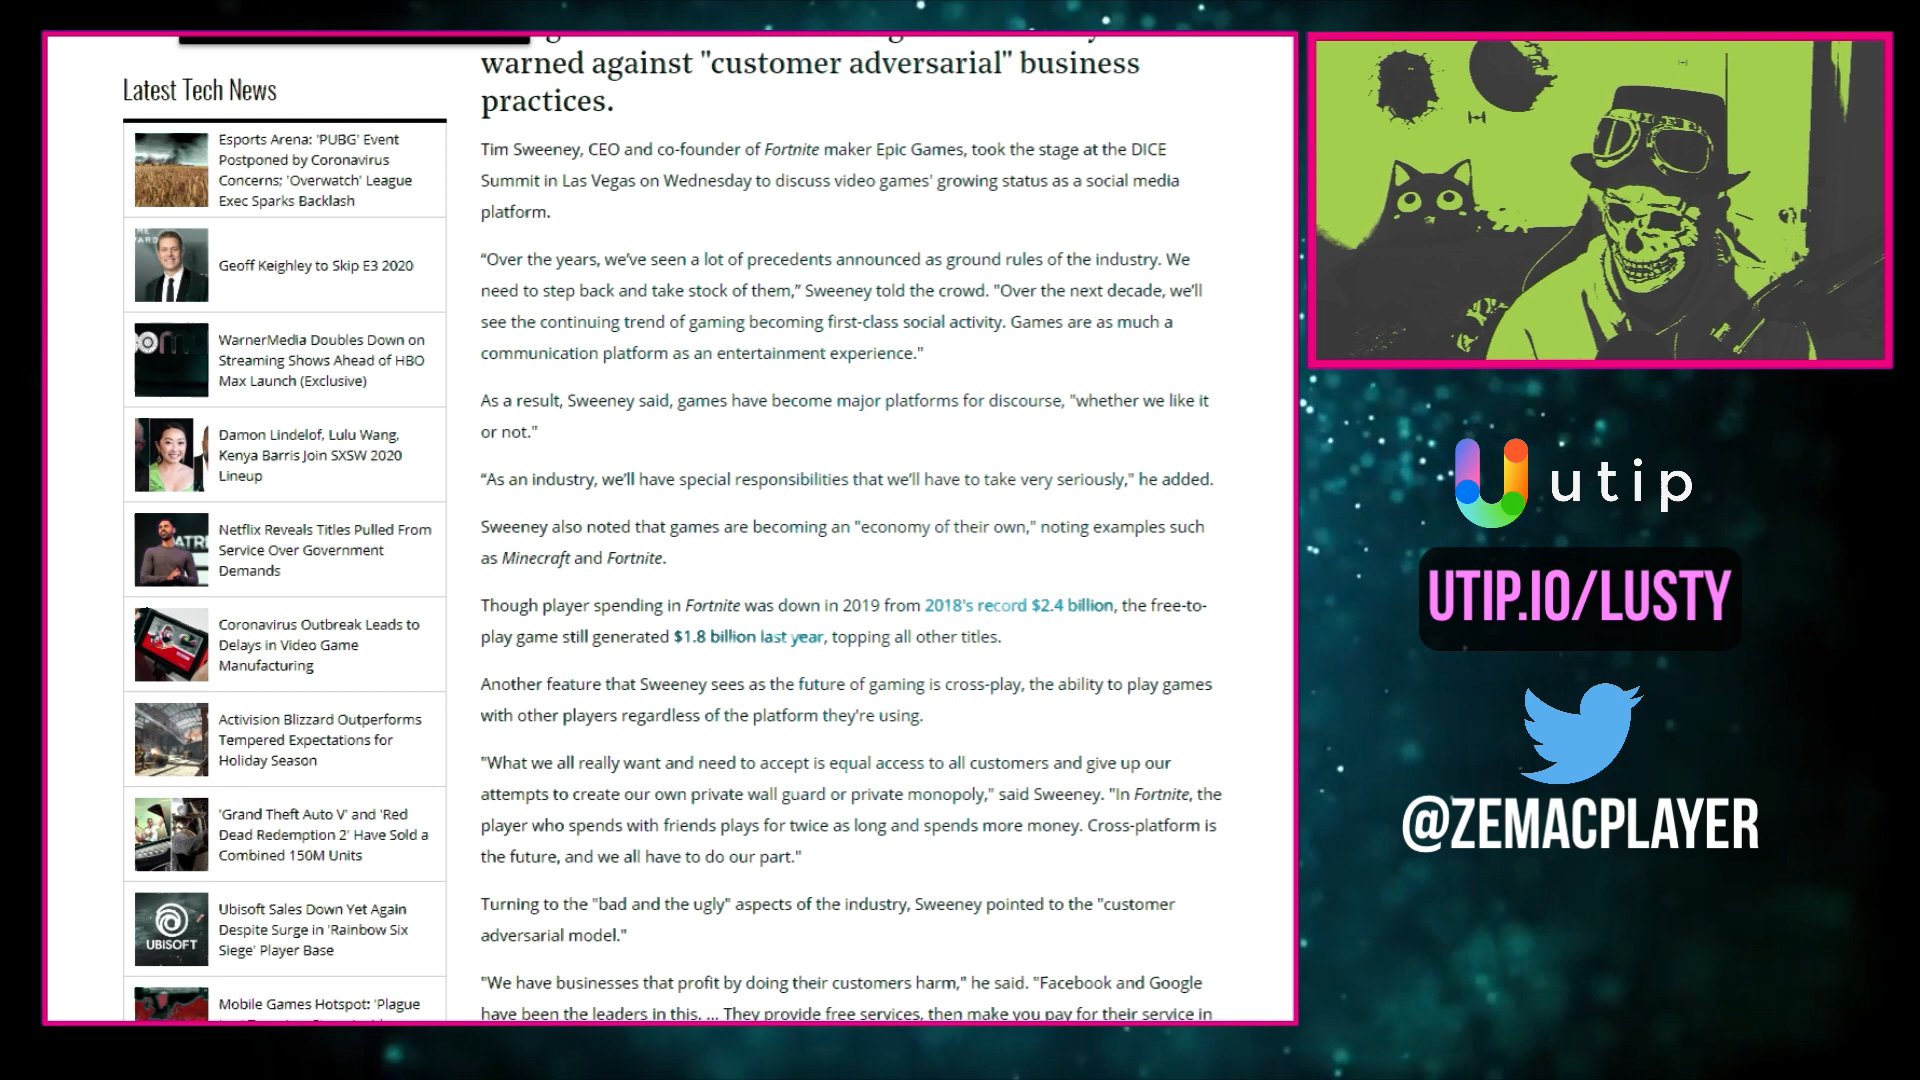 warned against "customer adversarial" business
practices.
Tim Sweeney, CEO and co-founder of Fortnite maker Epic Games, took the stage at the DICE
Summit in Las Vegas on Wednesday to discuss video games' growing status as a social media
platform.
“Over the years, we’ve seen a lot of precedents announced as ground rules of the industry. We
need to step back and take stock of them,” Sweeney told the crowd. "Over the next decade, we’ll
see the continuing trend of gaming becoming first-class social activity. Games are as much a
communication platform as an entertainment experience."
As a result, Sweeney said, games have become major platforms for discourse, "whether we like it
or not."
“As an industry, we’ll have special responsibilities that we’ll have to take very seriously," he added.
Sweeney also noted that games are becoming an "economy of their own," noting examples such
as Minecraft and Fortnite.
Though player spending in Fortnite was down in 2019 from 2018's record $2.4 billion, the free-to-
play game still generated $1.8 billion last year, topping all other titles.
Another feature that Sweeney sees as the future of gaming is cross-play, the ability to play games
with other players regardless of the platform they're using.
"What we all really want and need to accept is equal access to all customers and give up our
attempts to create our own private wall guard or private monopoly," said Sweeney. "In Fortnite, the
player who spends with friends plays for twice as long and spends more money. Cross-platform is
the future, and we all have to do our part."
Turning to the "bad and the ugly" aspects of the industry, Sweeney pointed to the "customer
adversarial model."
"We have businesses that profit by doing their customers harm," he said. "Facebook and Google
have been the leaders in this. ... They provide free services, then make you pay for their service in
Latest Tech News
Esports Arena: 'PUBG' Event
Postponed by Coronavirus
Concerns; 'Overwatch' League
Exec Sparks Backlash
Geoff Keighley to Skip E3 2020
WarnerMedia Doubles Down on
Streaming Shows Ahead of HBO
Max Launch (Exclusive)
Damon Lindelof, Lulu Wang,
Kenya Barris Join SXSW 2020
Lineup
Netflix Reveals Titles Pulled From
Service Over Government
Demands
Coronavirus Outbreak Leads to
Delays in Video Game
Manufacturing
Activision Blizzard Outperforms
Tempered Expectations for
Holiday Season
'Grand Theft Auto V' and 'Red
Dead Redemption 2' Have Sold a
Combined 150M Units
UBISOFT
Ubisoft Sales Down Yet Again
Despite Surge in 'Rainbow Six
Siege' Player Base
Mobile Games Hotspot: 'Plague
utip
UTIP.IO/LUSTY
@ZEMACPLAYER